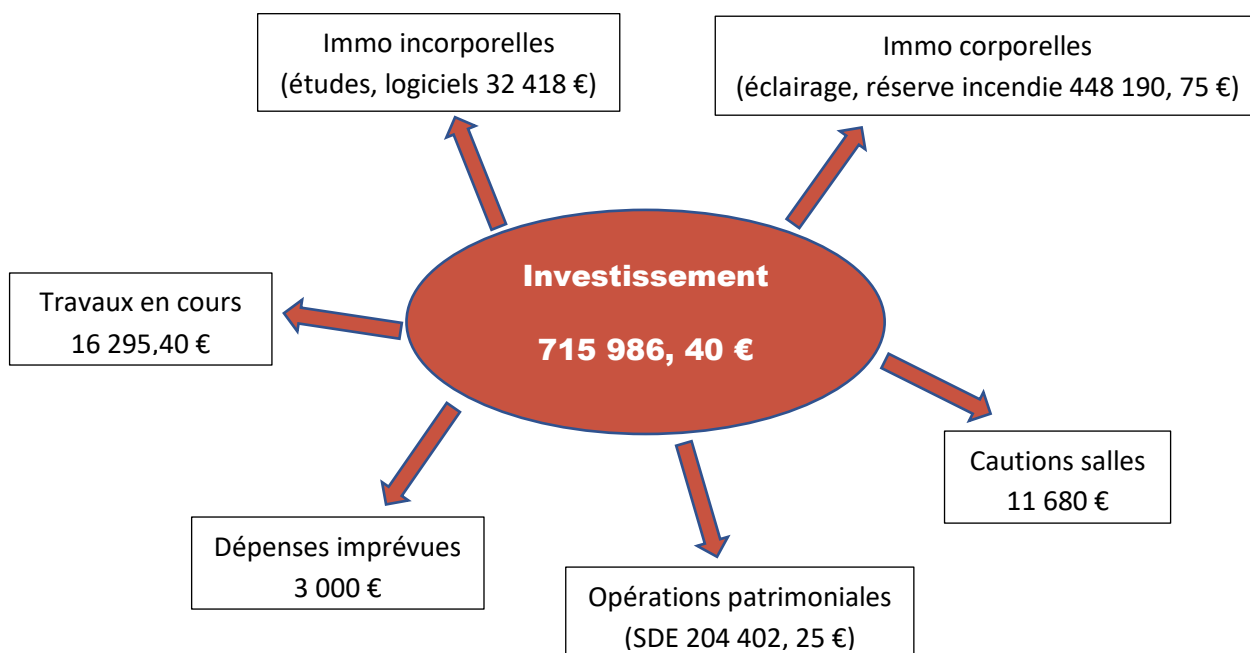 Immo incorporelles
(études, logiciels 32 418 €)
Immo corporelles
(éclairage, réserve incendie 448 190, 75 €)
Investissement
715 986, 40 €
Travaux en cours
16 295,40 €
Cautions salles
11 680 €
Dépenses imprévues
3 000 €
Opérations patrimoniales
(SDE 204 402, 25 €)